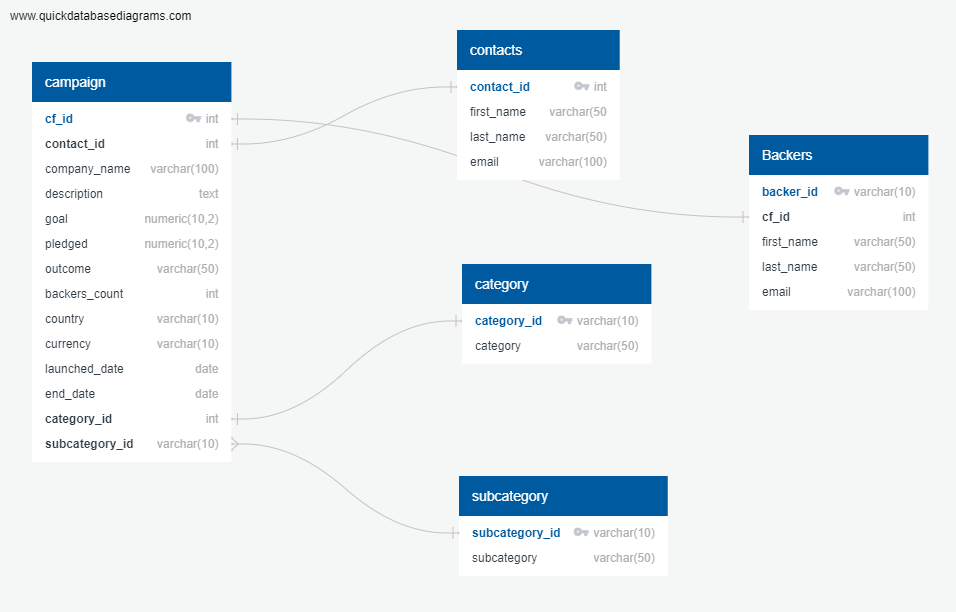 www.quickdatabasediagrams.com
campaign
cf_id int
contact_id int
company_name varchar(100)
description text
goal numeric(10,2)
pledged numeric(10,2)
outcome varchar(50)
backers_count int
country varchar(10)
currency varchar(10)
launched_date date
end_date date
category_id int
subcategory_id varchar(10)
contacts
contact_id int
first_name varchar(50
last_name varchar(50)
email varchar(100)
Backers
backer_id varchar(10)
cf_id int
first_name varchar(50)
last_name varchar(50)
email varchar(100)
category
category_id varchar(10)
category varchar(50)
subcategory
subcategory_id varchar(10)
subcategory varchar(50)